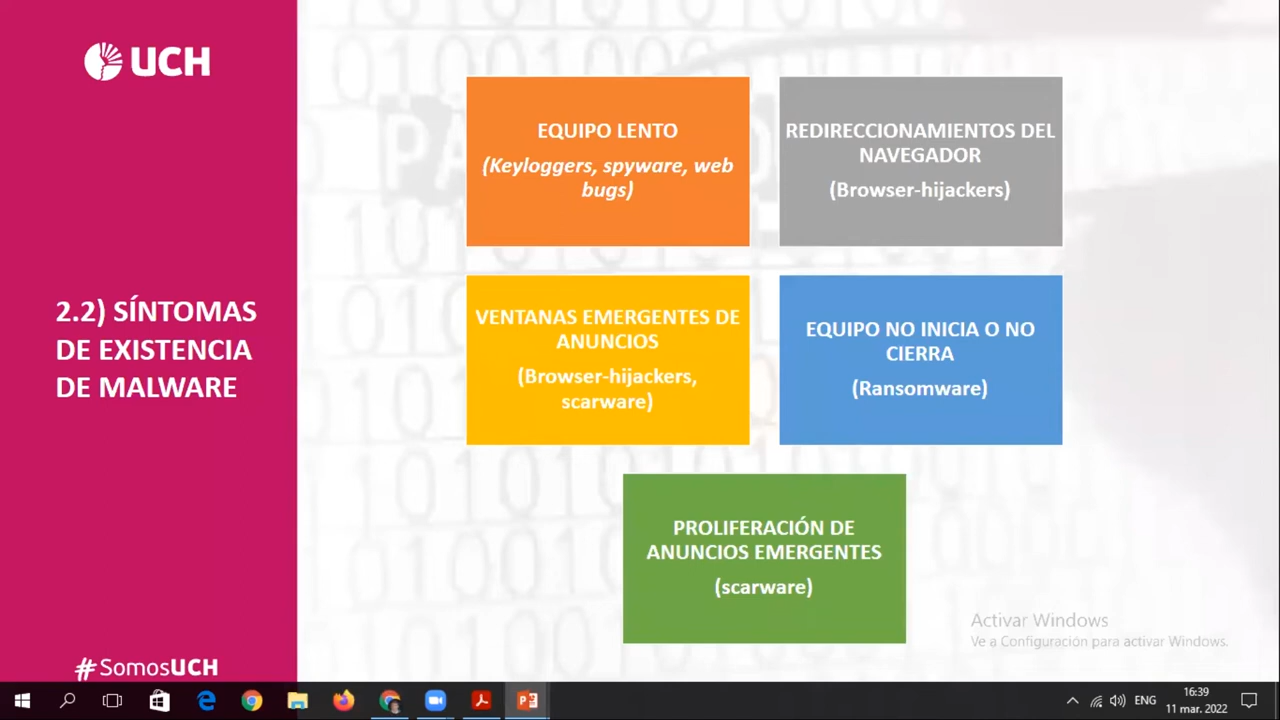 UCH
2.2) SÍNTOMAS
DE EXISTENCIA
DE MALWARE
#SomosUCH
EQUIPO LENTO
(Keyloggers, spyware, web
bugs)
REDIRECCIONAMIENTOS DEL
NAVEGADOR
(Browser-hijackers)
VENTANAS EMERGENTES DE
ANUNCIOS
(Browser-hijackers,
scarware)
EQUIPO NO INICIA O NO
CIERRA
(Ransomware)
PROLIFERACIÓN DE
ANUNCIOS EMERGENTES
(scarware)
Activar Windows
Ve a Configuración para activar Windows.
ENG
16:39
11 mar. 2022